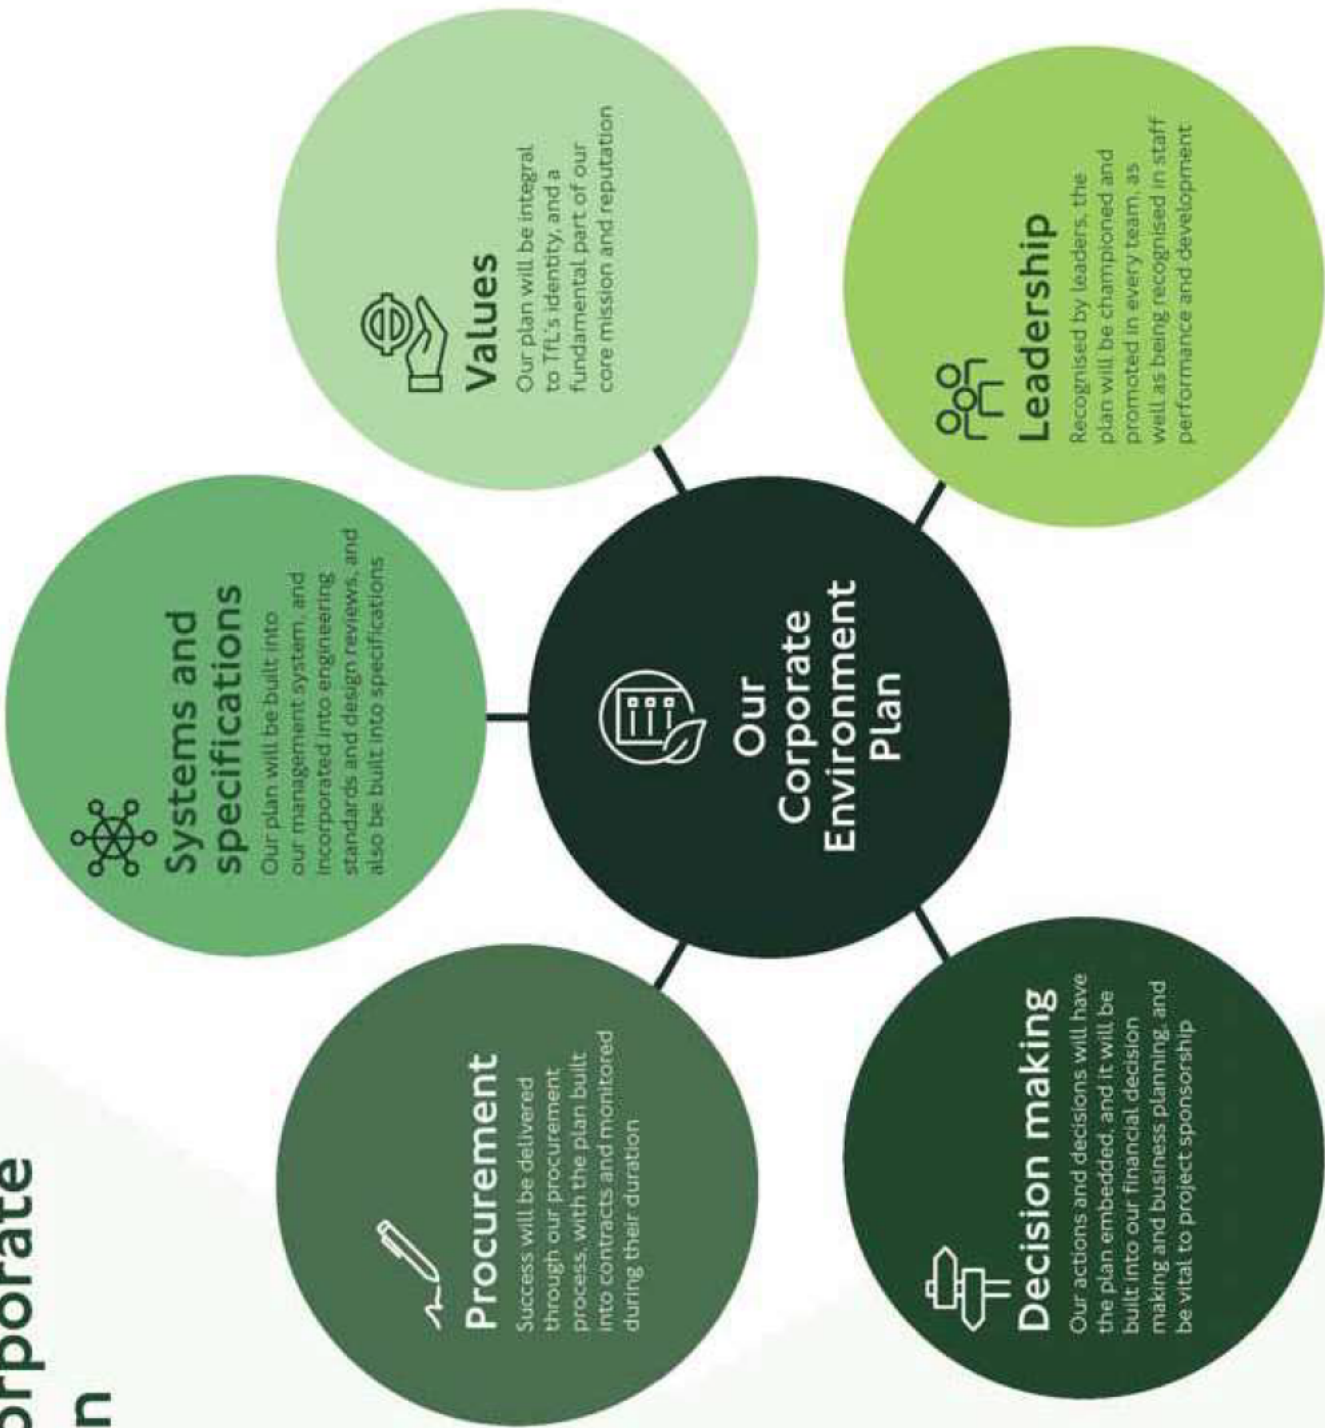 orporate
n
Procurement
Success will be delivered
through our procurement
process, with the plan built
into contracts and monitored
during their duration
Systems and
specifications
Our plan will be built into
our management system, and
incorporated into engineering
standards and design reviews, and
also be built into specifications
Values
Our plan will be integral
to TfL's identity, and a
fundamental part of our
core mission and reputation
Our
Corporate
Environment
Plan
Decision making
Our actions and decisions will have
the plan embedded, and it will be
built into our financial decision
making and business planning, and
be vital to project sponsorship
Leadership
Recognised by leaders, the
plan will be championed and
promoted in every team, as
well as being recognised in staff
performance and development